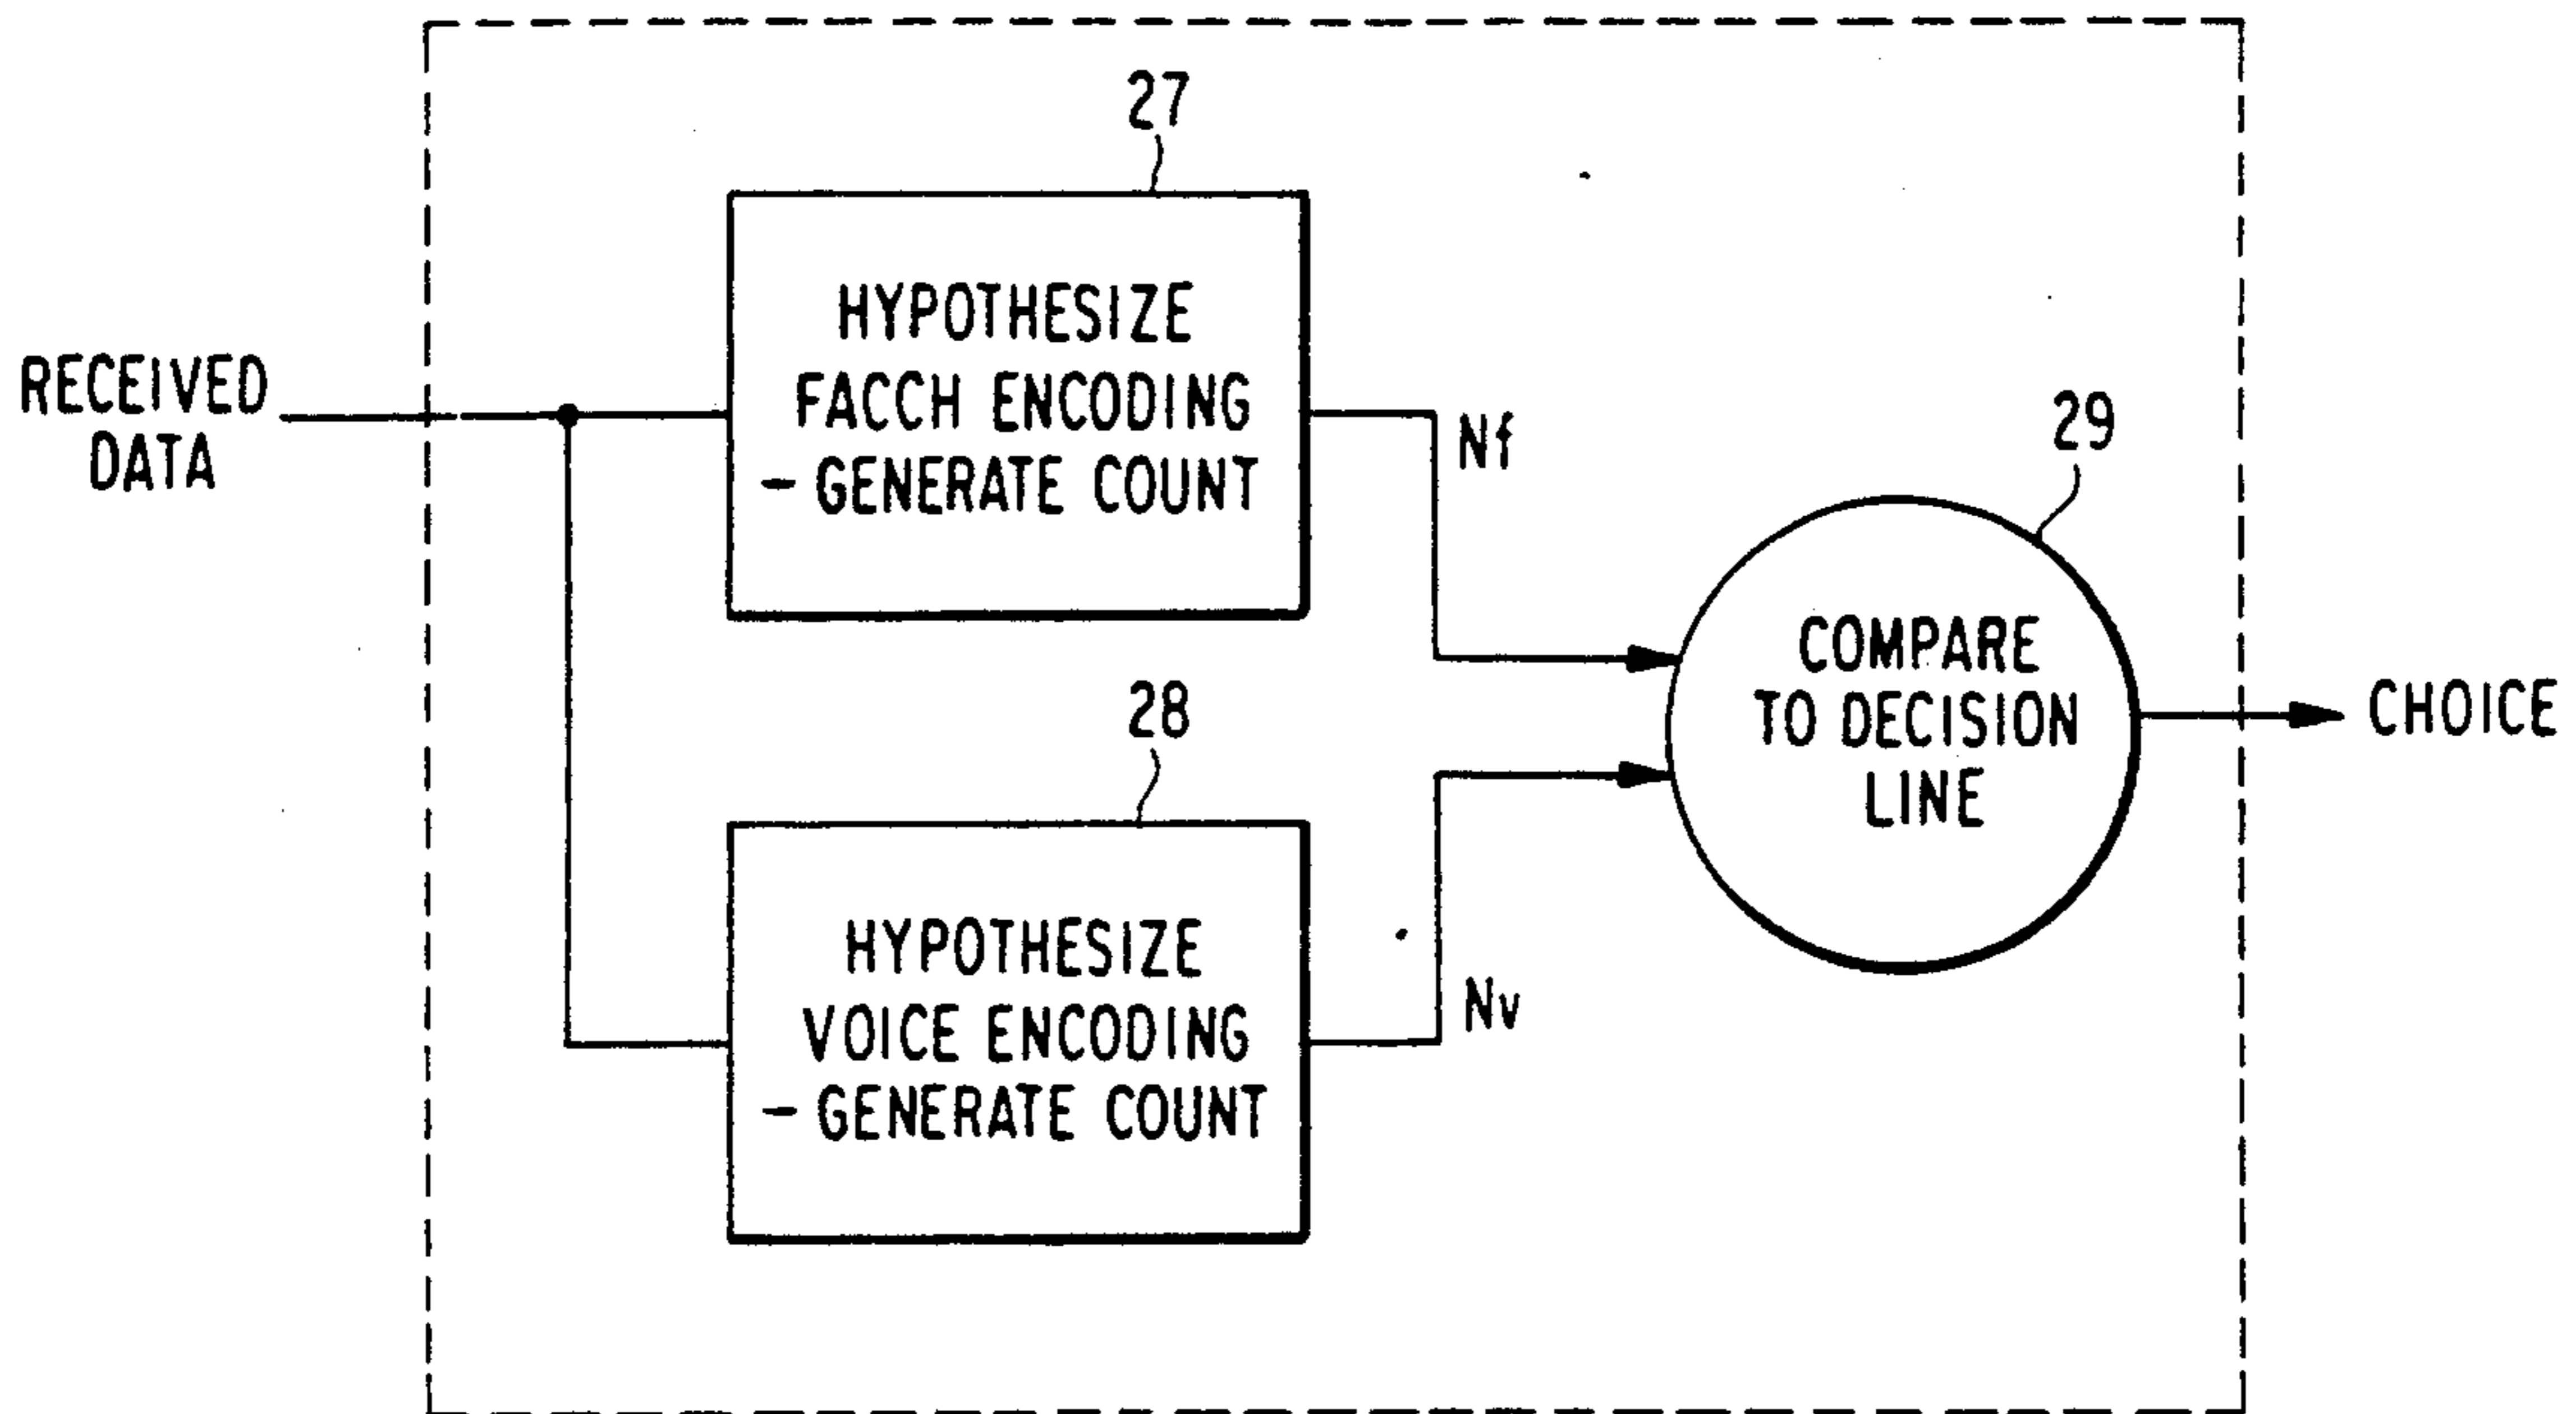 27
HYPOTHESIZE
FACCH ENCODING
- GENERATE COUNT
RECEIVED
DATA
Nf
29
COMPARE
TO DECISION
LINE
CHOICE
28
HYPOTHESIZE
VOICE ENCODING
- GENERATE COUNT
Nv